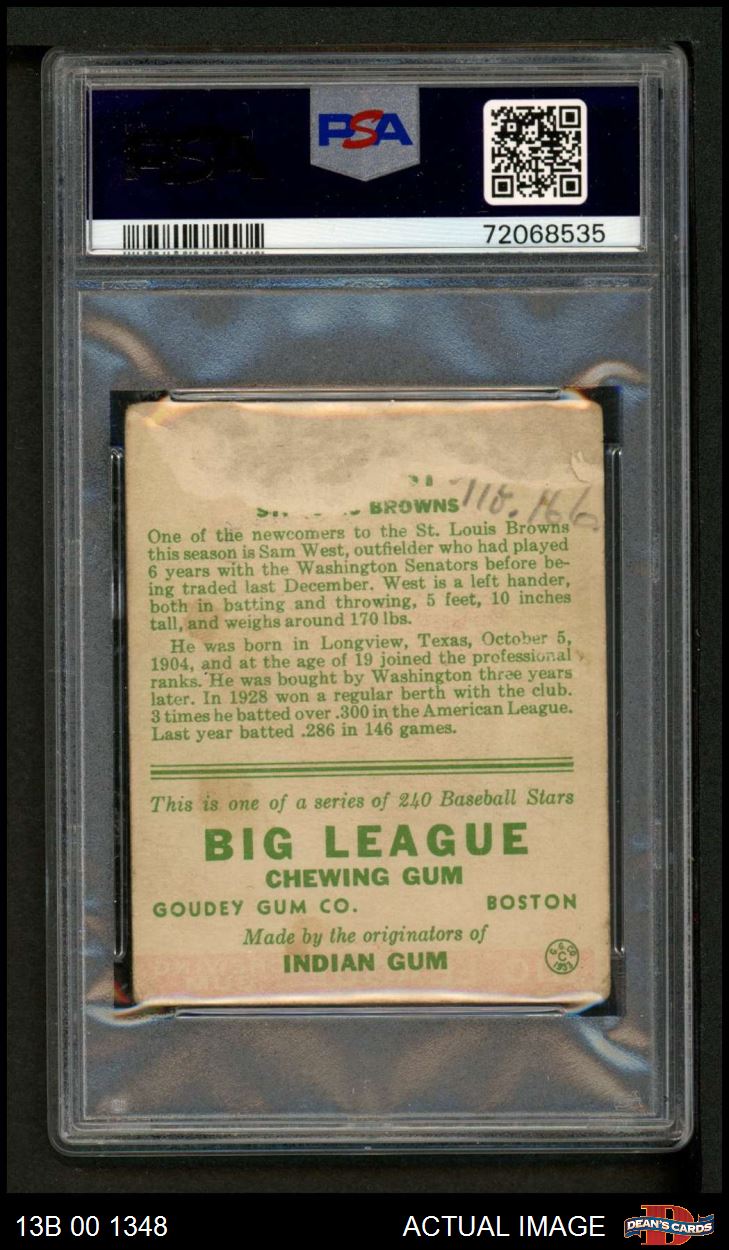 PSA
72068535
BROWNS
No. 166
One of the newcomers to the St. Louis Browns
this season is Sam West, outfielder who had played
6 years with the Washington Senators before be-
ing traded last December. West is a left hander,
both in batting and throwing, 5 feet, 10 inches
tall, and weighs around 170 lbs.
He was born in Longview, Texas, October 5,
1904, and at the age of 19 joined the professional
ranks. He was bought by Washington three years
later. In 1928 won a regular berth with the club.
3 times he batted over .300 in the American League.
Last year batted .286 in 146 games.
This is one of a series of 240 Baseball Stars
BIG LEAGUE
CHEWING GUM
GOUDEY GUM CO. BOSTON
Made by the originators of
INDIAN GUM
G. G. CO.
C
1933
13B 00 1348 ACTUAL IMAGE DEAN'S CARDS